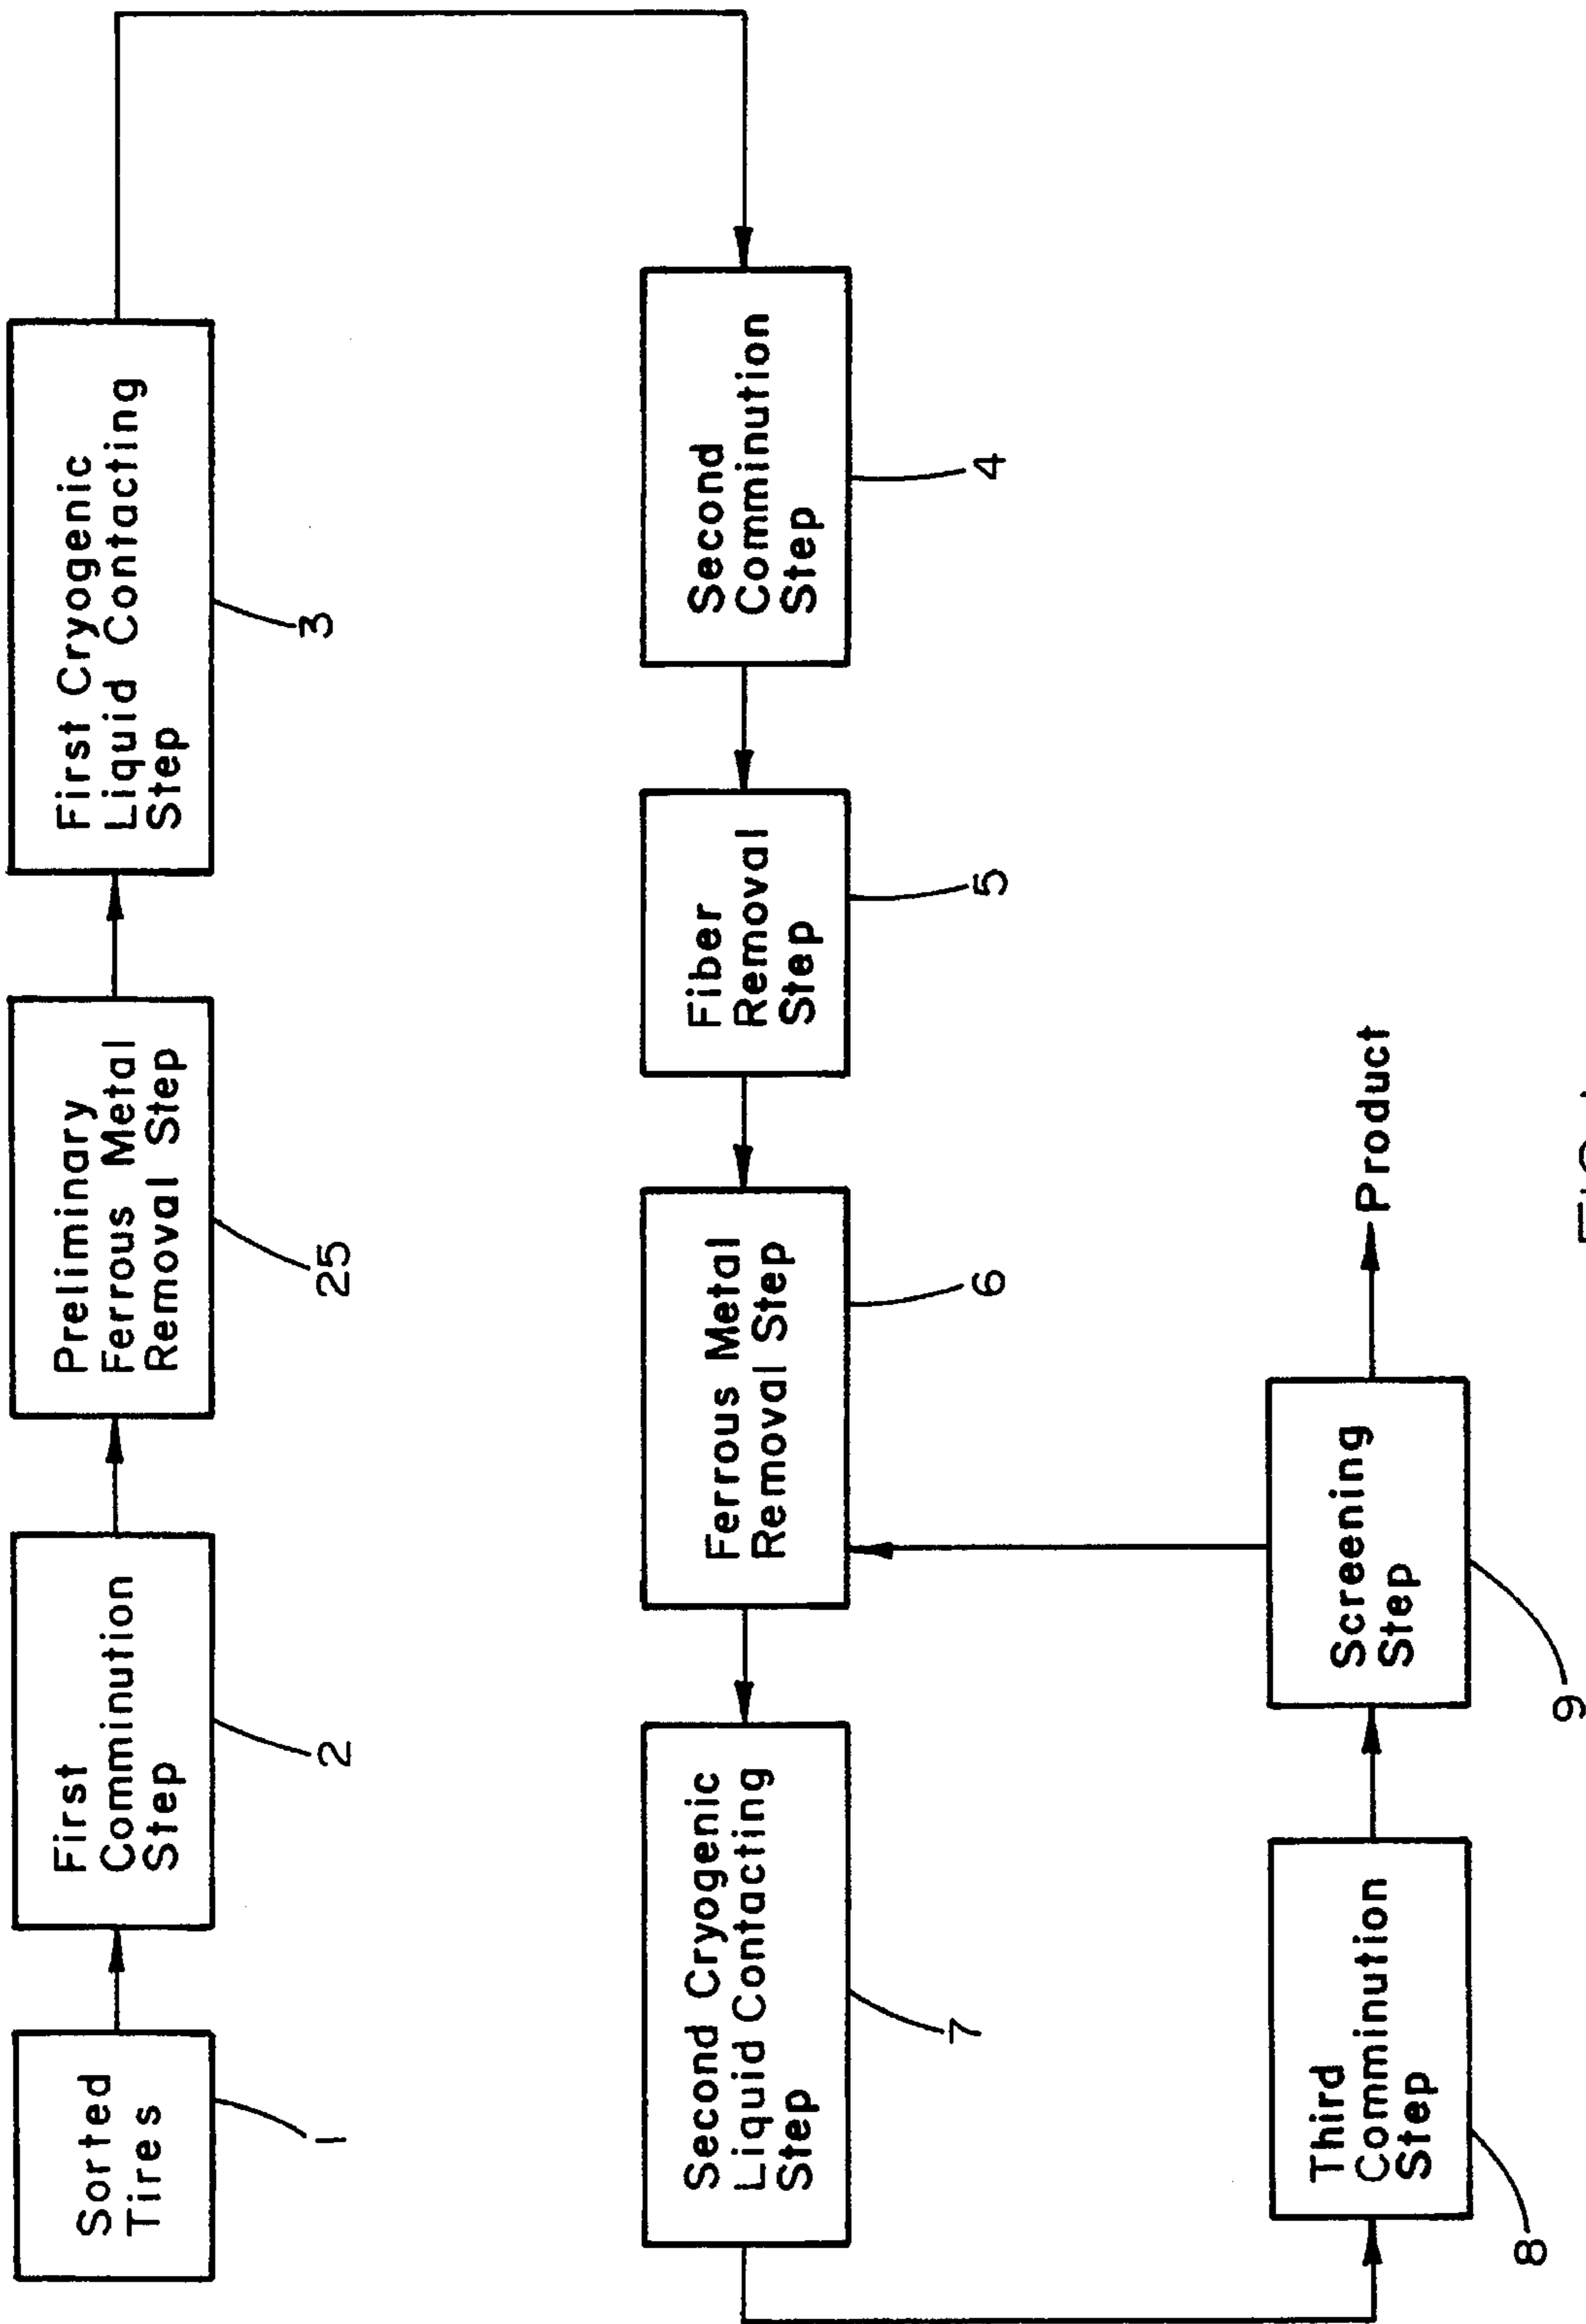 Sorted
Tires
1
First
Comminution
Step
2
Preliminary
Ferrous Metal
Removal Step
25
First Cryogenic
Liquid Contacting
Step
3
Second
Comminution
Step
4
Fiber
Removal
Step
5
Ferrous Metal
Removal Step
6
Second Cryogenic
Liquid Contacting
Step
7
Third
Comminution
Step
8
Screening
Step
9
Product